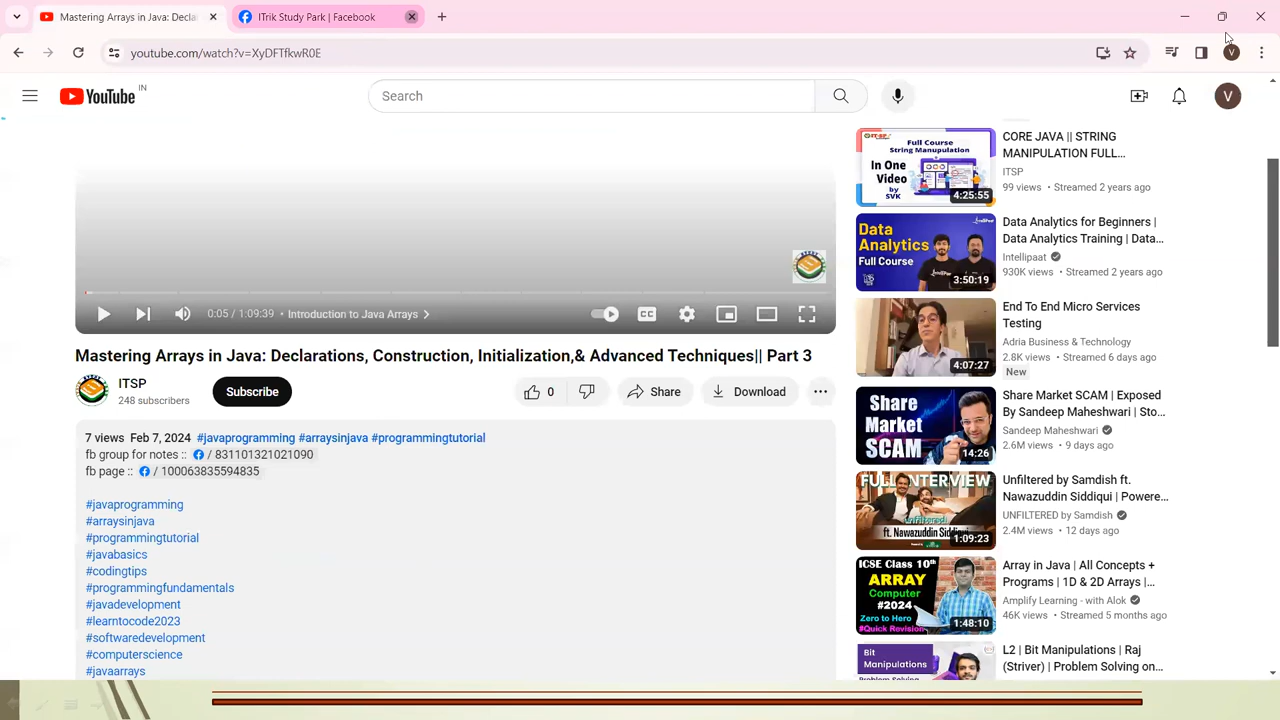 Mastering Arrays in Java: Decla
ITrik Study Park | Facebook
youtube.com/watch?v=XyDFTfkwR0E
V
YouTube IN
Search
V
CORE JAVA || STRING
MANIPULATION FULL...
ITSP
99 views • Streamed 2 years ago
Full Course
String Manupulation
In One
Video
by
SVK
4:25:55
Data Analytics for Beginners |
Data Analytics Training | Data...
Intellipaat
930K views • Streamed 2 years ago
Data
Analytics
Full Course
3:50:19
End To End Micro Services
Testing
Adria Business & Technology
2.8K views • Streamed 6 days ago
New
4:07:27
0:05 / 1:09:39 • Introduction to Java Arrays
CC
Mastering Arrays in Java: Declarations, Construction, Initialization,& Advanced Techniques|| Part 3
ITSP
248 subscribers
Subscribe
0
Share
Download
7 views Feb 7, 2024 #javaprogramming #arraysinjava #programmingtutorial
fb group for notes :: / 831101321021020
fb page :: / 100063835594835
#javaprogramming
#arraysinjava
#programmingtutorial
#javabasics
#codingtips
#programmingfundamentals
#javadevelopment
#learntocode2023
#softwaredevelopment
#computerscience
#javaarrays
Share Market SCAM | Exposed
By Sandeep Maheshwari | Sto...
Sandeep Maheshwari
2.6M views • 9 days ago
Share
Market
SCAM
14:26
Unfiltered by Samdish ft.
Nawazuddin Siddiqui | Powere...
UNFILTERED by Samdish
2.4M views • 12 days ago
FULL INTERVIEW
Unfiltered
ft. Nawazuddin Siddiqui
1:09:23
Array in Java | All Concepts +
Programs | 1D & 2D Arrays |...
Amplify Learning - with Alok
46K views • Streamed 5 months ago
ICSE Class 10th
ARRAY
Computer
#2024
Zero to Hero
#Quick Revision
1:48:10
L2 | Bit Manipulations | Raj
(Striver) | Problem Solving on...
Bit
Manipulations